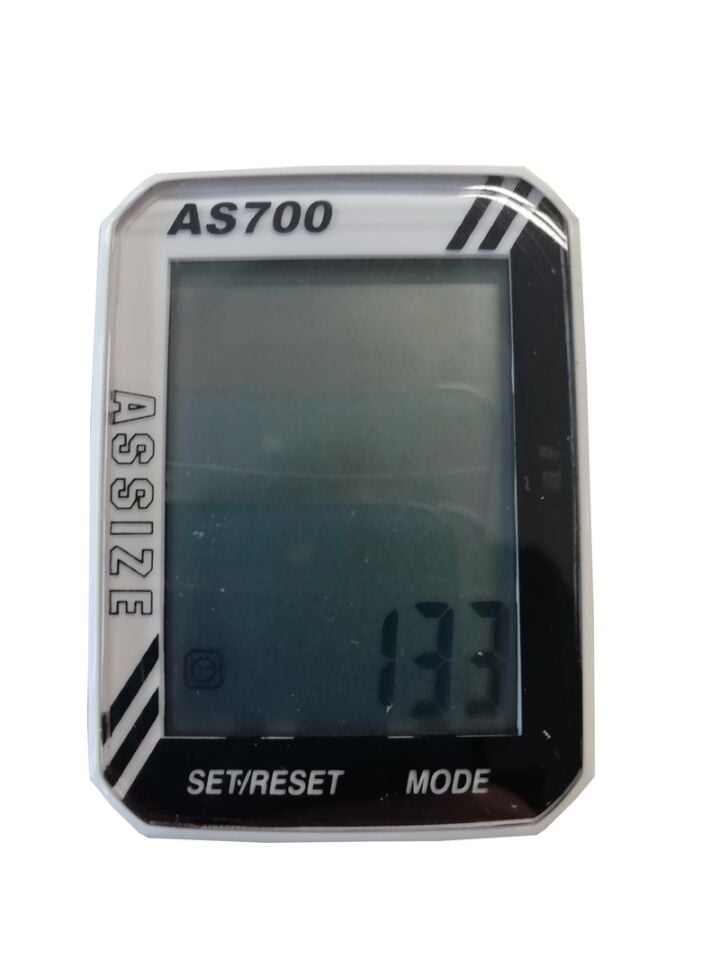 AS700
ASSIZE
133
SET/RESET MODE